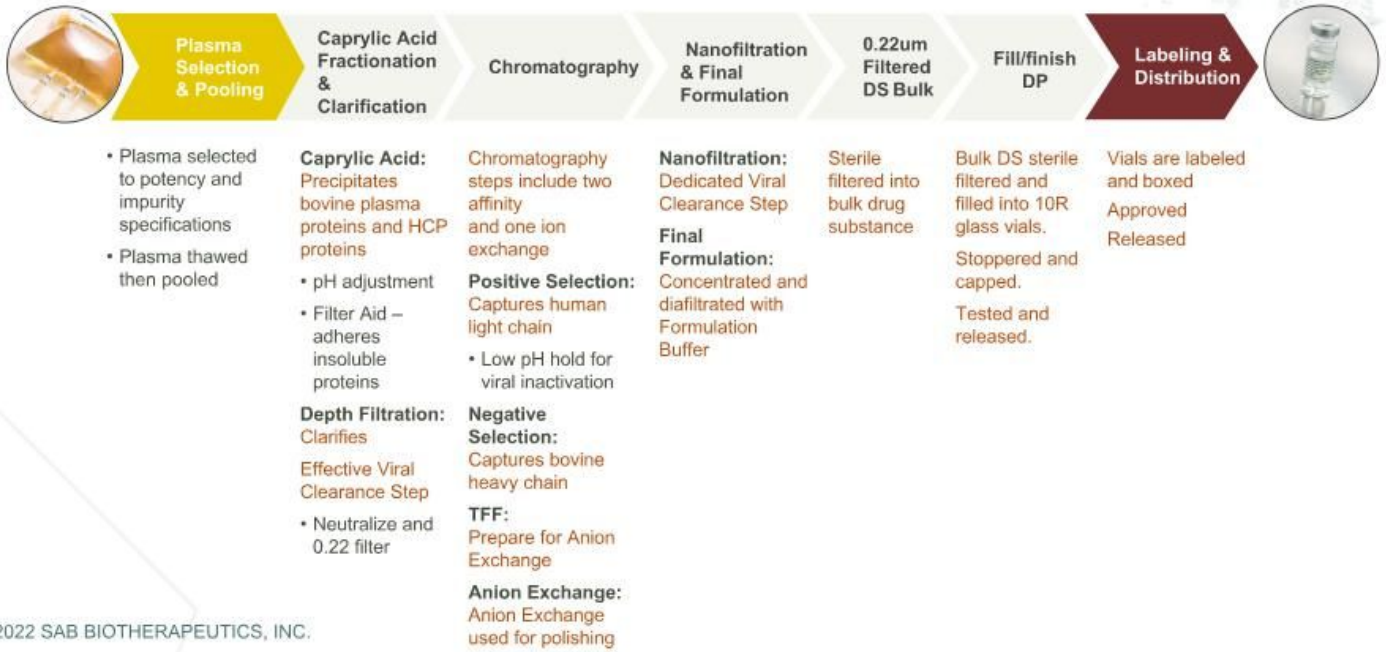 Plasma
Selection
& Pooling
Caprylic Acid
Fractionation
&
Clarification
Chromatography
Nanofiltration
& Final
Formulation
0.22um
Filtered
DS Bulk
Fill/finish
DP
Labeling &
Distribution
• Plasma selected
to potency and
impurity
specifications
• Plasma thawed
then pooled
Caprylic Acid:
Precipitates
bovine plasma
proteins and HCP
proteins
• pH adjustment
• Filter Aid –
adheres
insoluble
proteins
Depth Filtration:
Clarifies
Effective Viral
Clearance Step
• Neutralize and
0.22 filter
Chromatography
steps include two
affinity
and one ion
exchange
Positive Selection:
Captures human
light chain
• Low pH hold for
viral inactivation
Negative
Selection:
Captures bovine
heavy chain
TFF:
Prepare for Anion
Exchange
Anion Exchange:
Anion Exchange
used for polishing
Nanofiltration:
Dedicated Viral
Clearance Step
Final
Formulation:
Concentrated and
diafiltrated with
Formulation
Buffer
Sterile
filtered into
bulk drug
substance
Bulk DS sterile
filtered and
filled into 10R
glass vials.
Stoppered and
capped.
Tested and
released.
Vials are labeled
and boxed
Approved
Released
2022 SAB BIOTHERAPEUTICS, INC.